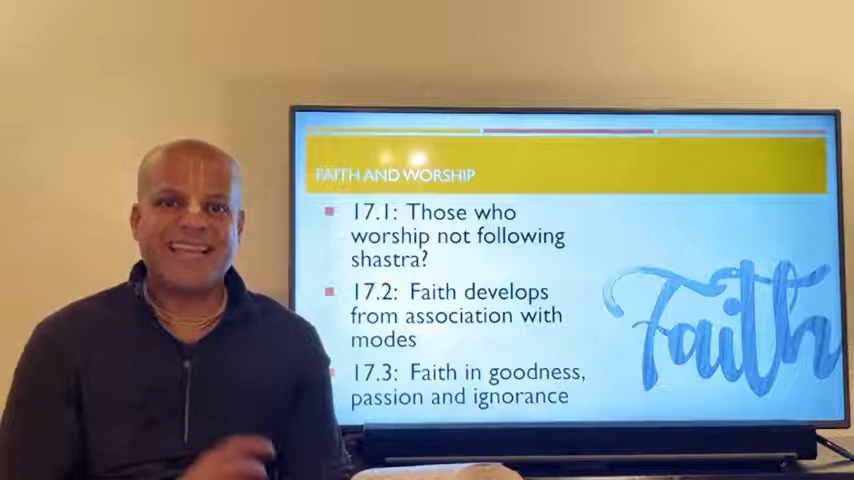 FAITH AND WORSHIP
17.1: Those who
worship not following
shastra?
17.2: Faith develops
from association with
modes
17.3: Faith in goodness,
passion and ignorance
Faith